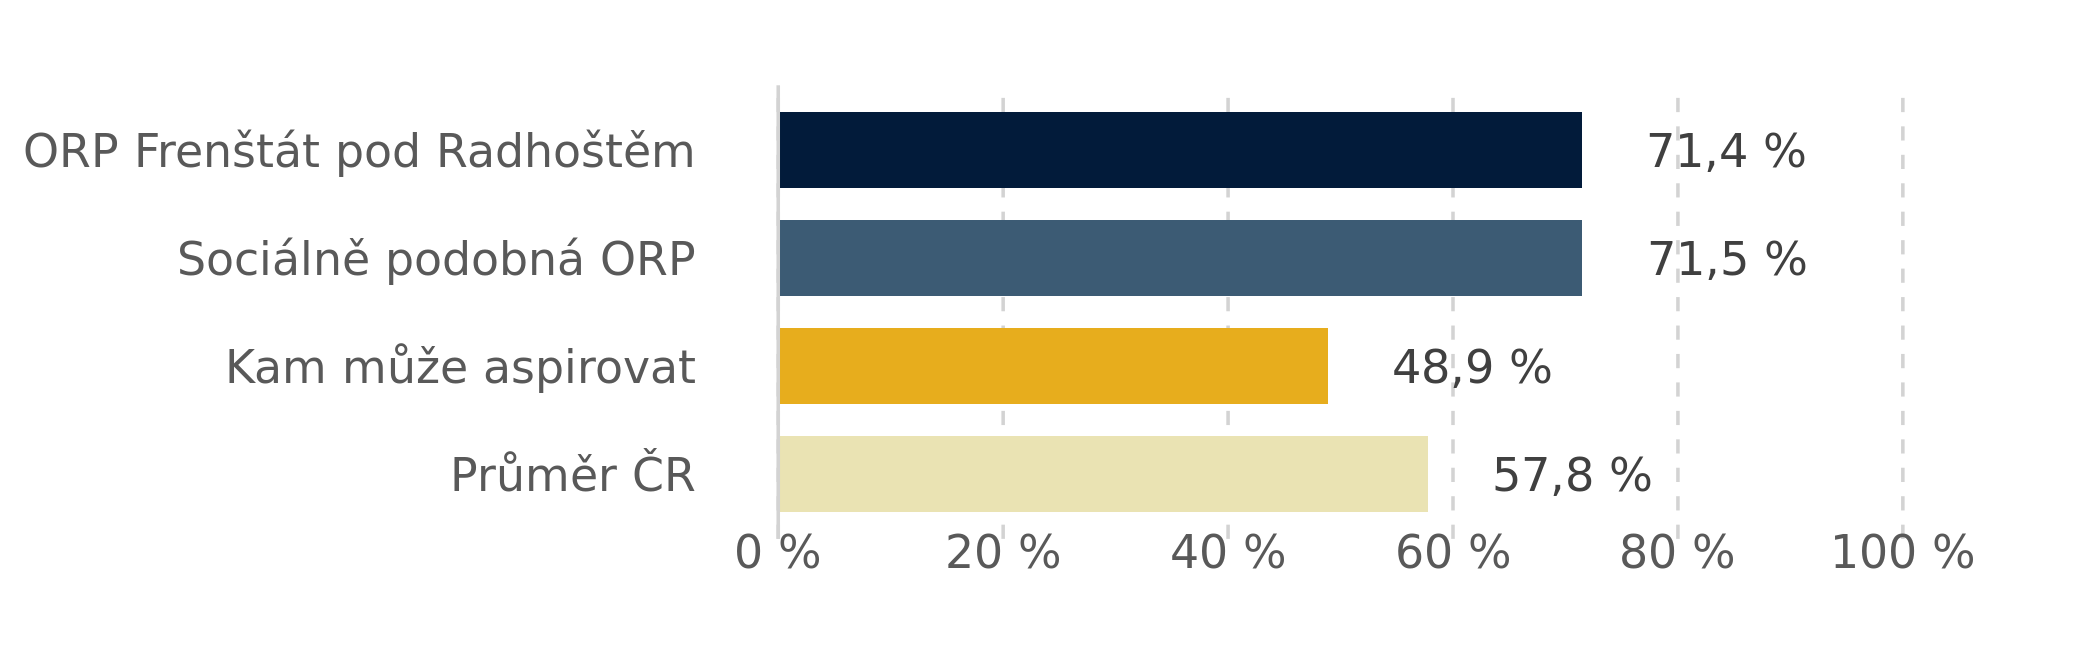 ORP Frenštát pod Radhoštěm 71,4 %
Sociálně podobná ORP 71,5 %
Kam může aspirovat 48,9 %
Průměr ČR 57,8 %
0 % 20 % 40 % 60 % 80 % 100 %